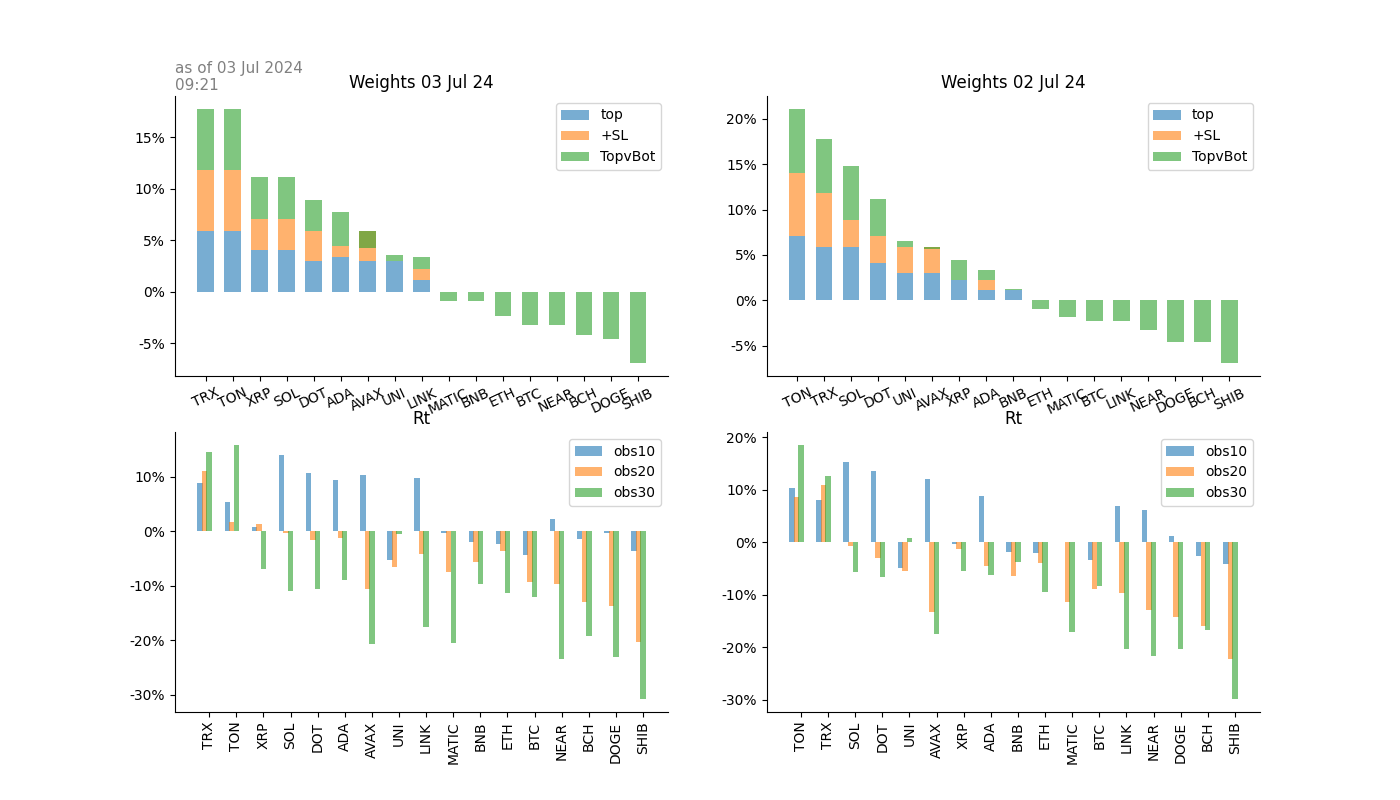 as of 03 Jul 2024
09:21
Weights 03 Jul 24
15%
10%
5%
0%
-5%
top
+SL
TopvBot
TRX TON XRP SOL DOT ADA AVAX UNI LINK MATIC BNB ETH BTC NEAR BCH DOGE SHIB
Weights 02 Jul 24
20%
15%
10%
5%
0%
-5%
top
+SL
TopvBot
TON TRX SOL DOT UNI AVAX XRP ADA BNB ETH MATIC BTC LINK NEAR DOGE BCH SHIB
Rt
10%
0%
-10%
-20%
-30%
obs10
obs20
obs30
TRX TON XRP SOL DOT ADA AVAX UNI LINK MATIC BNB ETH BTC NEAR BCH DOGE SHIB
Rt
20%
10%
0%
-10%
-20%
-30%
obs10
obs20
obs30
TON TRX SOL DOT UNI AVAX XRP ADA BNB ETH MATIC BTC LINK NEAR DOGE BCH SHIB